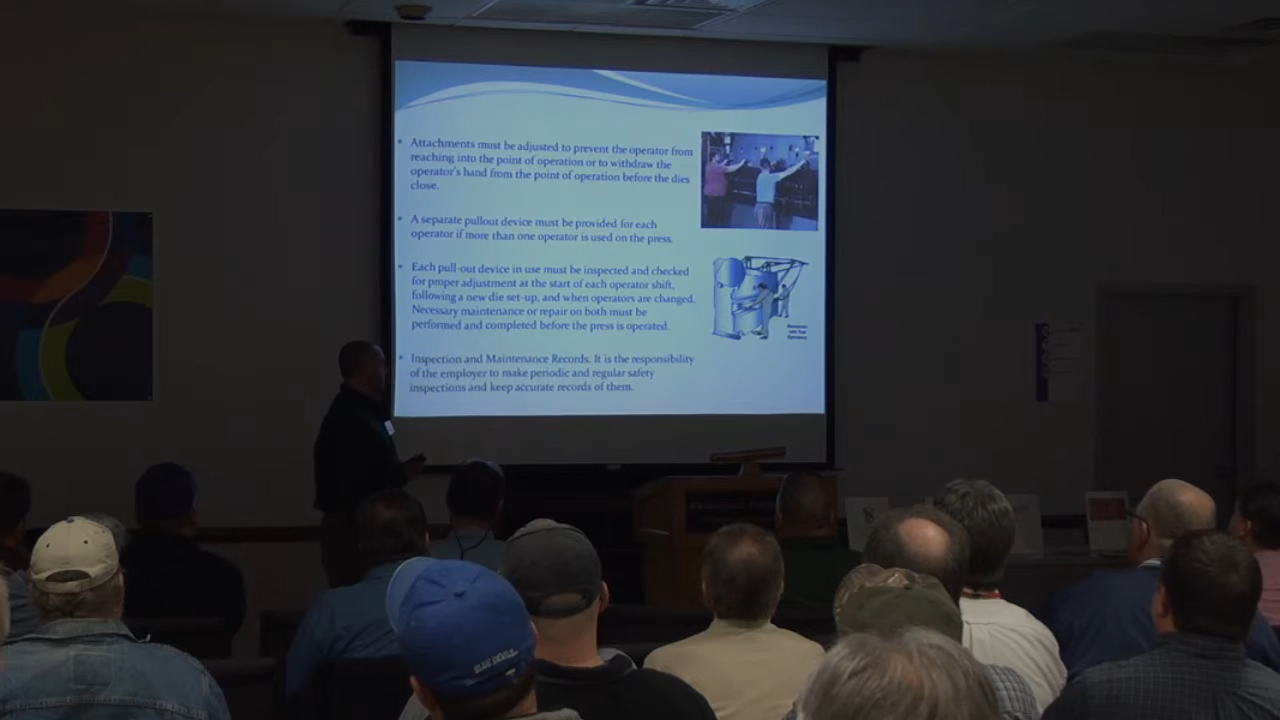 Attachments must be adjusted to prevent the operator from
reaching into the point of operation or to withdraw the
operator's hand from the point of operation before the dies
close.
A separate pullout device must be provided for each
operator if more than one operator is used on the press.
Each pull-out device in use must be inspected and checked
for proper adjustment at the start of each operator shift,
following a new die set-up, and when operators are changed.
Necessary maintenance or repair on both must be
performed and completed before the press is operated.
Inspection and Maintenance Records. It is the responsibility
of the employer to make periodic and regular safety
inspections and keep accurate records of them.
BLUE DEVILS